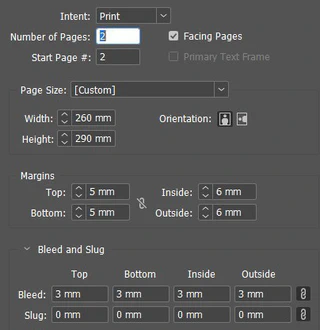 Intent: Print
Number of Pages: 2 Facing Pages
Start Page #: 2 Primary Text Frame
Page Size: [Custom]
Width: 260 mm Orientation:
Height: 290 mm
Margins
Top: 5 mm Inside: 6 mm
Bottom: 5 mm Outside: 6 mm
Bleed and Slug
Top Bottom Inside Outside
Bleed: 3 mm 3 mm 3 mm 3 mm
Slug: 0 mm 0 mm 0 mm 0 mm